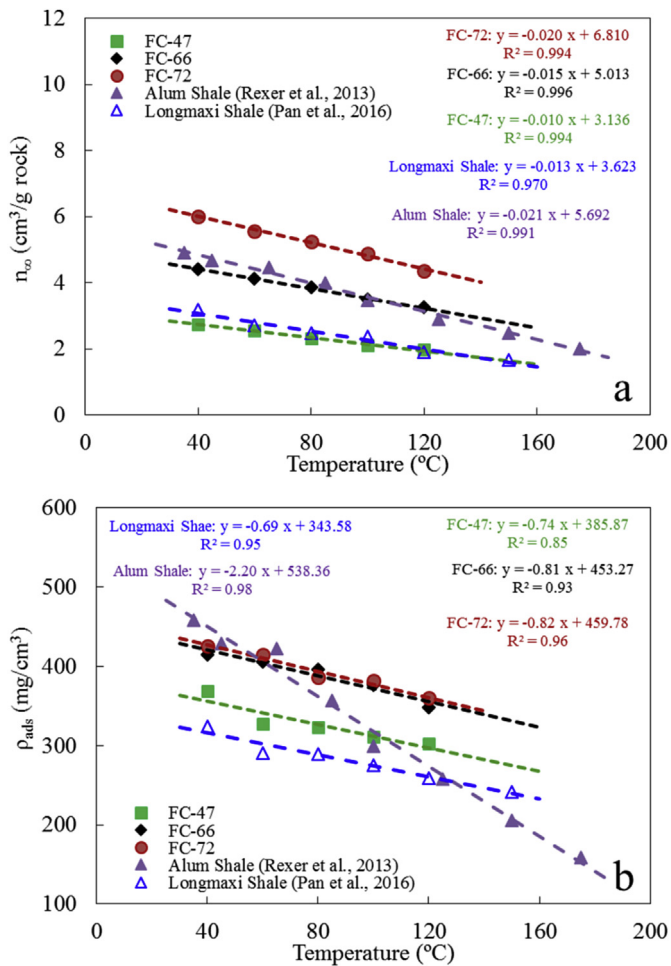 12
10
8
6
4
2
0
n∞ (cm³/g rock)
FC-47
FC-66
FC-72
Alum Shale (Rexer et al., 2013)
Longmaxi Shale (Pan et al., 2016)
FC-72: y = -0.020 x + 6.810
R² = 0.994
FC-66: y = -0.015 x + 5.013
R² = 0.996
FC-47: y = -0.010 x + 3.136
R² = 0.994
Longmaxi Shale: y = -0.013 x + 3.623
R² = 0.970
Alum Shale: y = -0.021 x + 5.692
R² = 0.991
a
0 40 80 120 160 200
Temperature (ºC)
600
500
400
300
200
100
ρads (mg/cm³)
Longmaxi Shae: y = -0.69 x + 343.58
R² = 0.95
Alum Shale: y = -2.20 x + 538.36
R² = 0.98
FC-47: y = -0.74 x + 385.87
R² = 0.85
FC-66: y = -0.81 x + 453.27
R² = 0.93
FC-72: y = -0.82 x + 459.78
R² = 0.96
FC-47
FC-66
FC-72
Alum Shale (Rexer et al., 2013)
Longmaxi Shale (Pan et al., 2016)
b
0 40 80 120 160 200
Temperature (ºC)